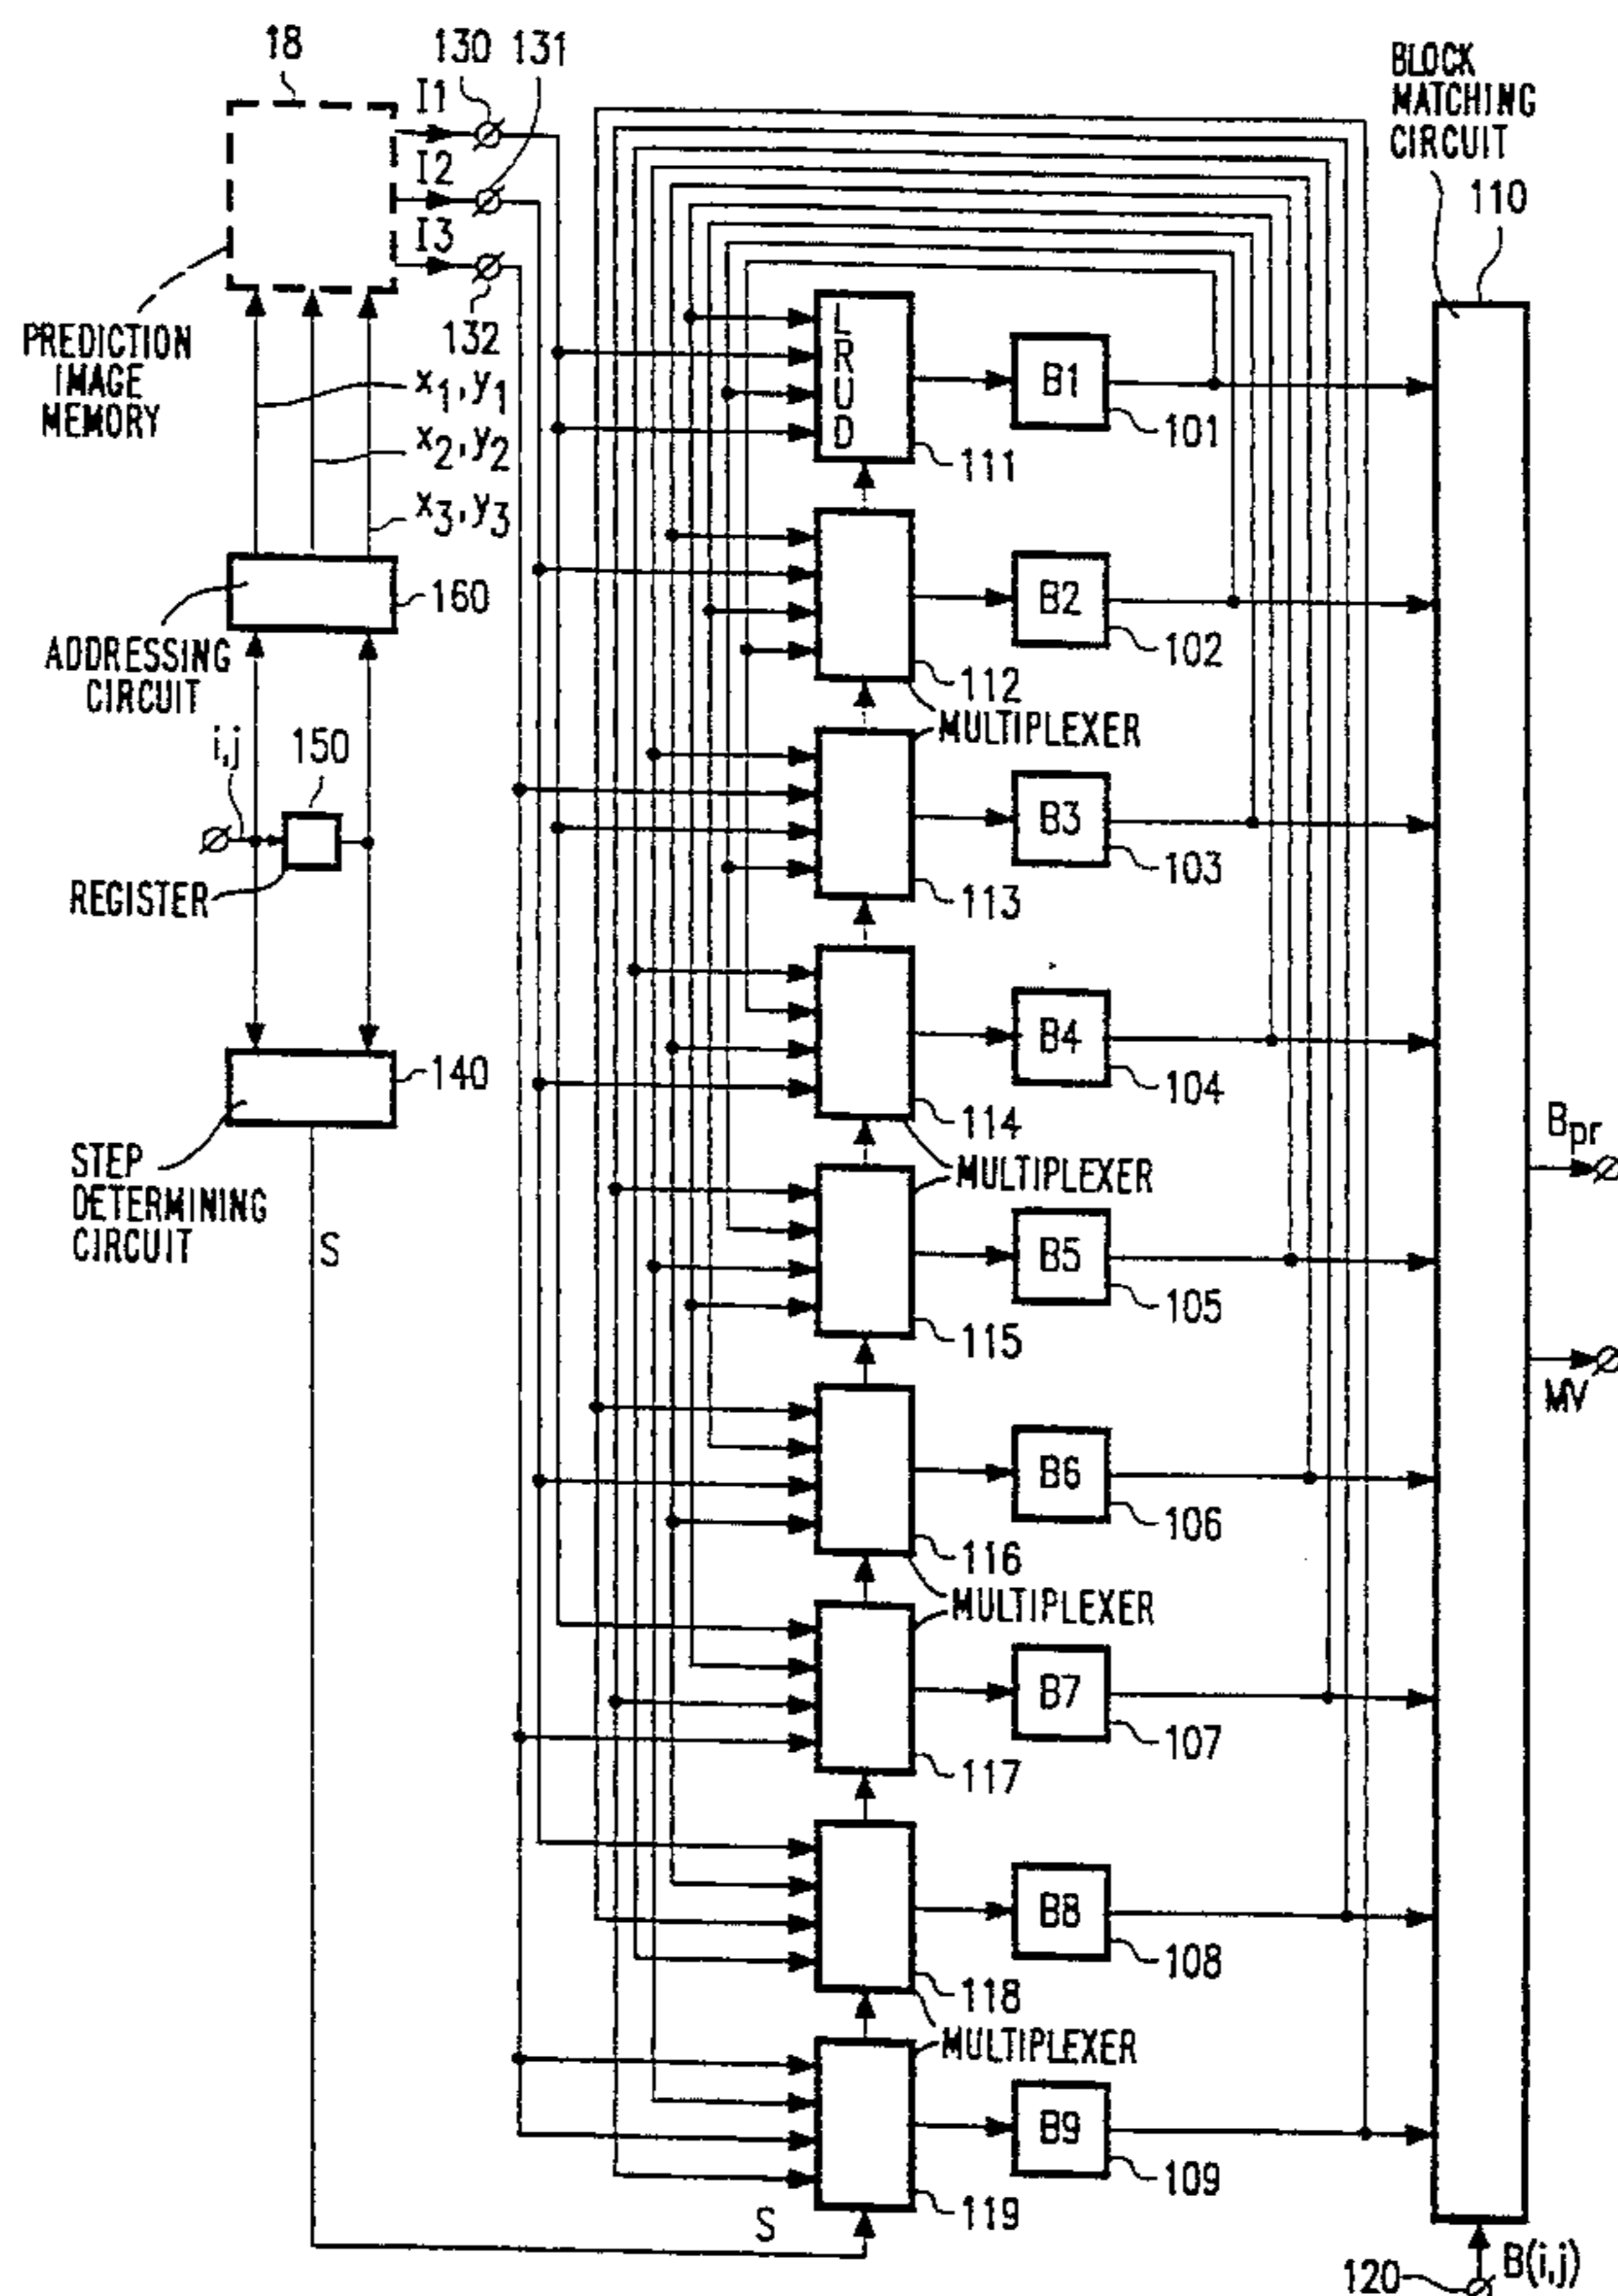 18
130
131
I1
I2
I3
132
PREDICTION
IMAGE
MEMORY
x1,y1
x2,y2
x3,y3
160
ADDRESSING
CIRCUIT
i,j
150
REGISTER
140
STEP
DETERMINING
CIRCUIT
S
S
L
R
U
D
111
B1
101
112
B2
102
MULTIPLEXER
113
B3
103
114
B4
104
MULTIPLEXER
115
B5
105
116
B6
106
MULTIPLEXER
117
B7
107
118
B8
108
MULTIPLEXER
119
B9
109
BLOCK
MATCHING
CIRCUIT
110
Bpr
MV
120
B(i,j)